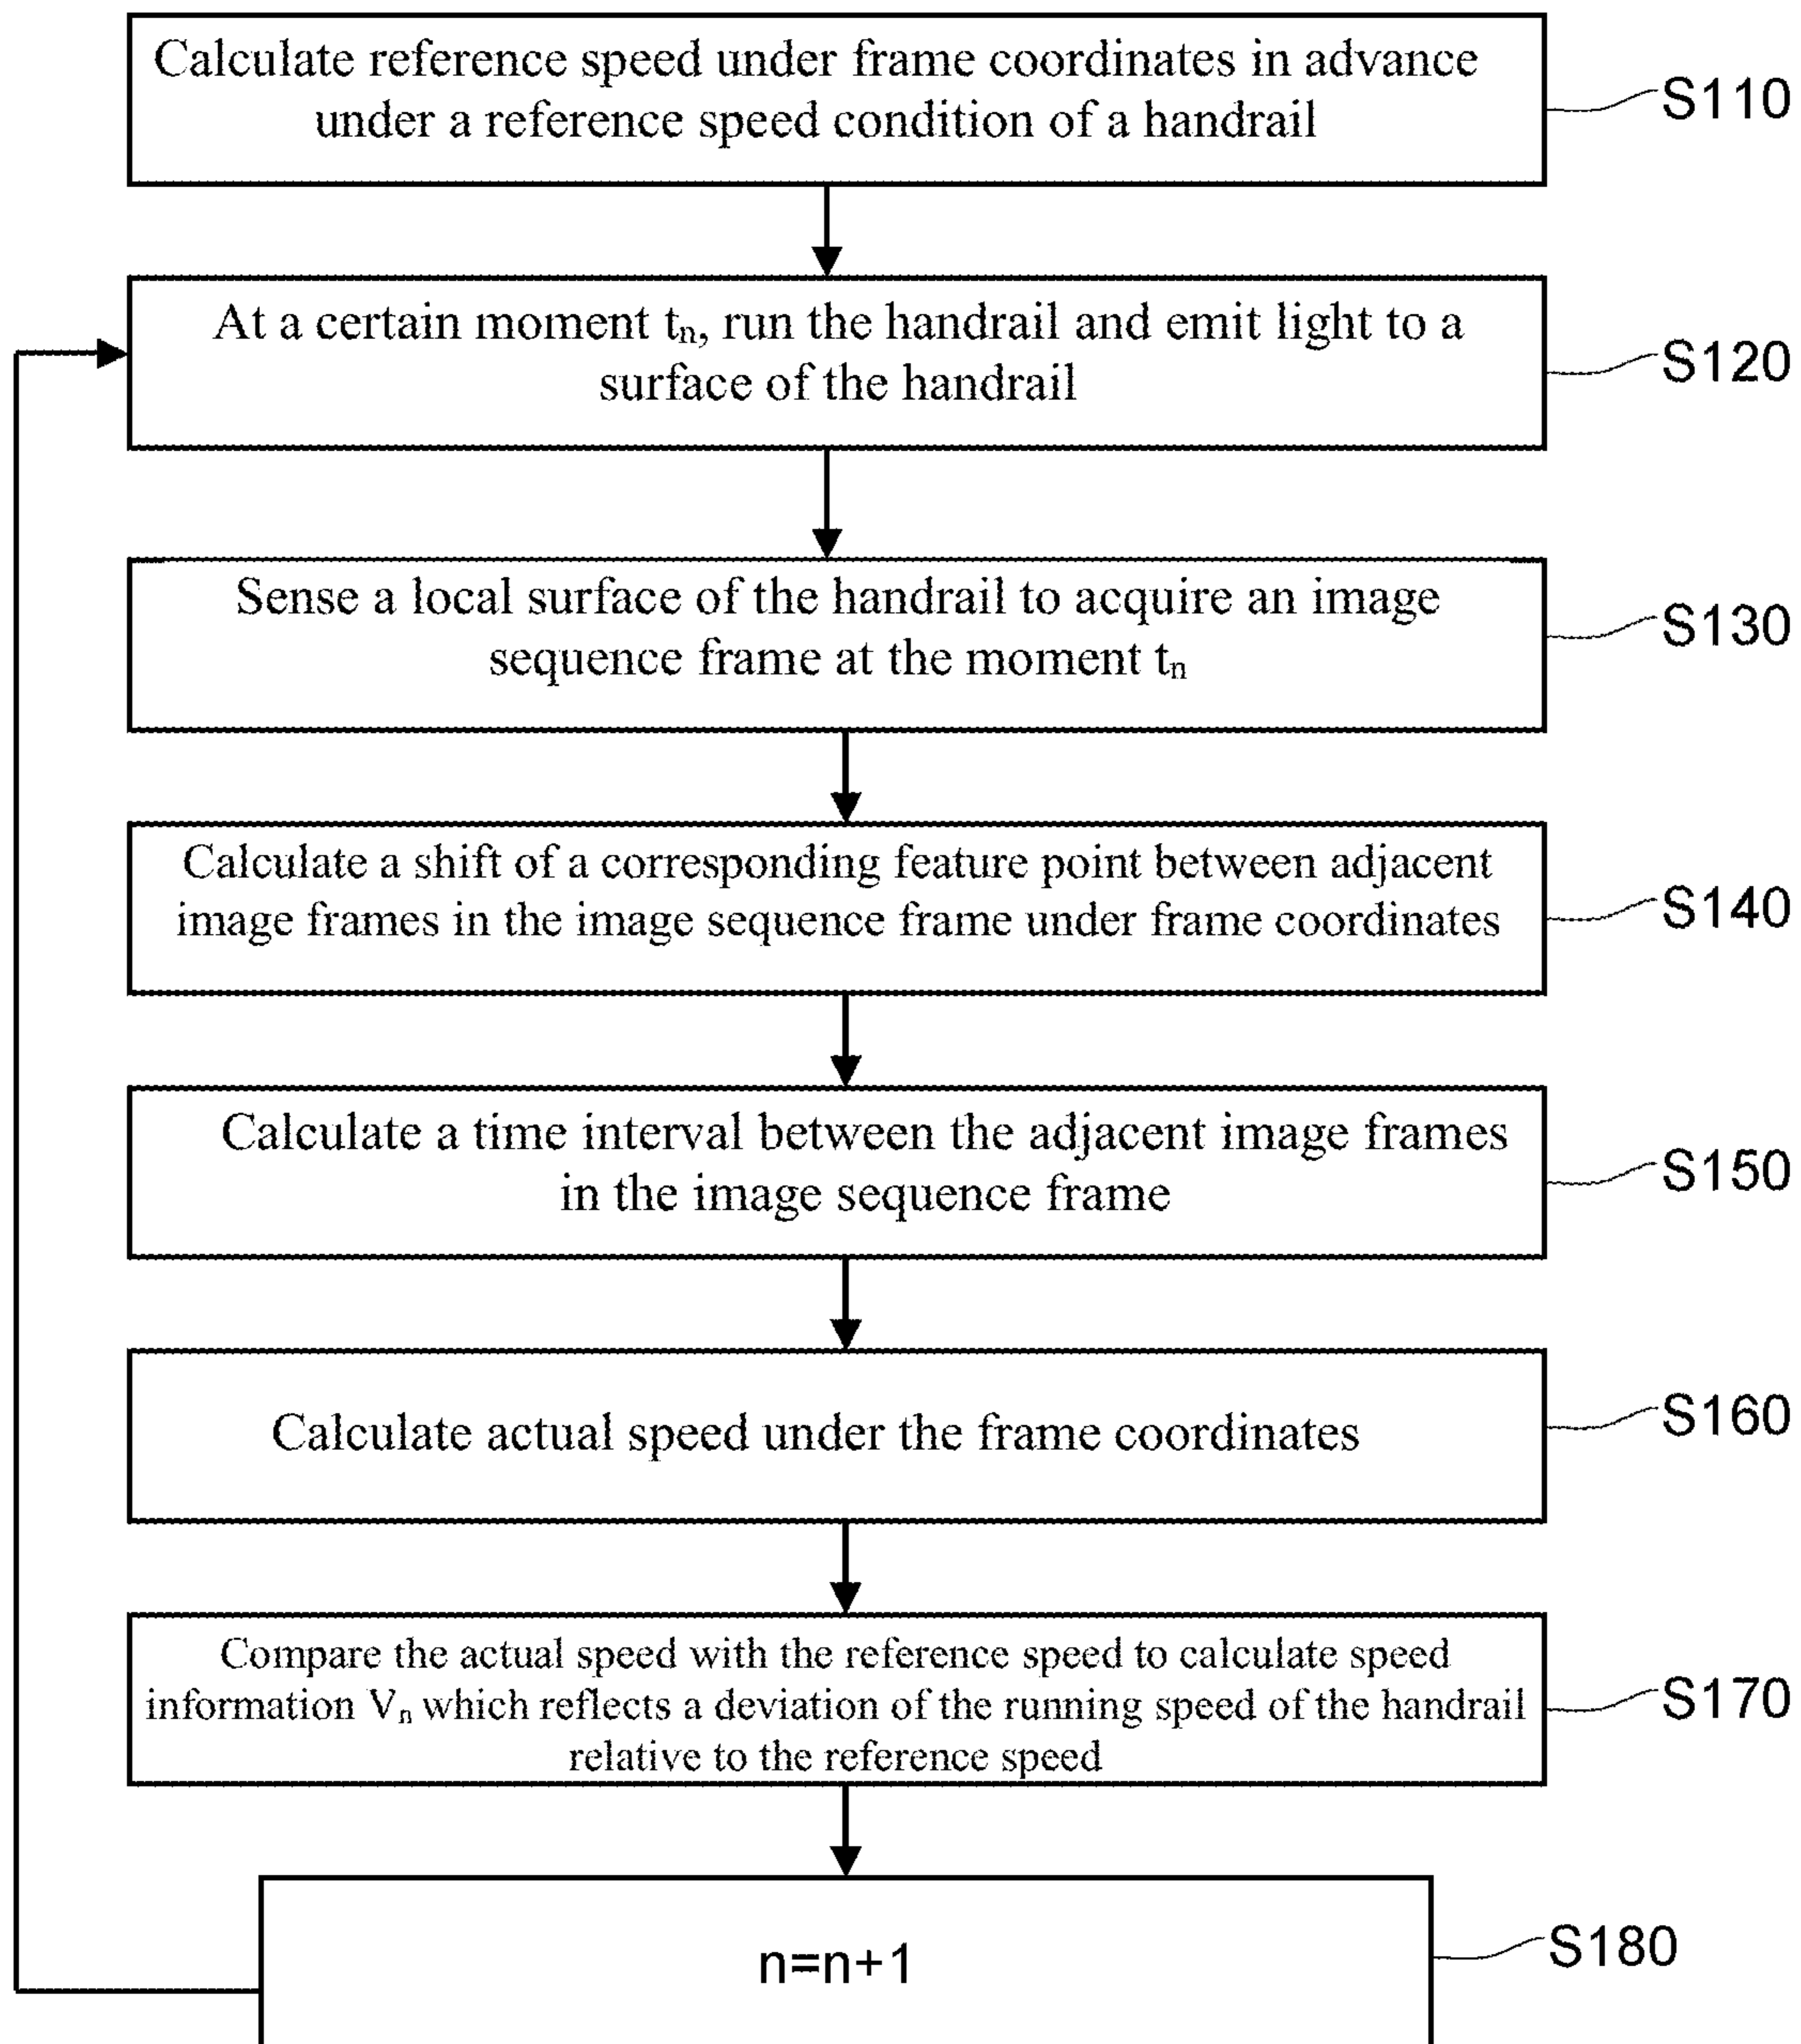 Calculate reference speed under frame coordinates in advance
under a reference speed condition of a handrail
S110
At a certain moment tₙ, run the handrail and emit light to a
surface of the handrail
S120
Sense a local surface of the handrail to acquire an image
sequence frame at the moment tₙ
S130
Calculate a shift of a corresponding feature point between adjacent
image frames in the image sequence frame under frame coordinates
S140
Calculate a time interval between the adjacent image frames
in the image sequence frame
S150
Calculate actual speed under the frame coordinates
S160
Compare the actual speed with the reference speed to calculate speed
information Vₙ which reflects a deviation of the running speed of the handrail
relative to the reference speed
S170
n=n+1
S180